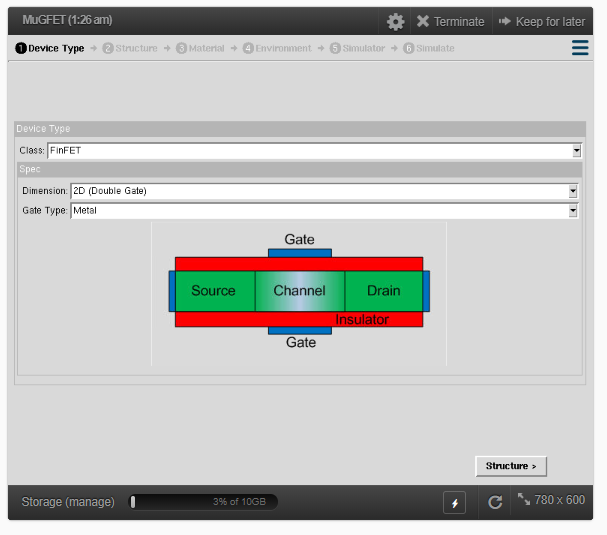 MuGFET (1:26 am) Terminate Keep for later
1 Device Type → 2 Structure → 3 Material → 4 Environment → 5 Simulator → 6 Simulate
Device Type
Class: FinFET
Spec
Dimension: 2D (Double Gate)
Gate Type: Metal
Gate
Source Channel Drain
Insulator
Gate
Structure >
Storage (manage) 3% of 10GB 780 x 600